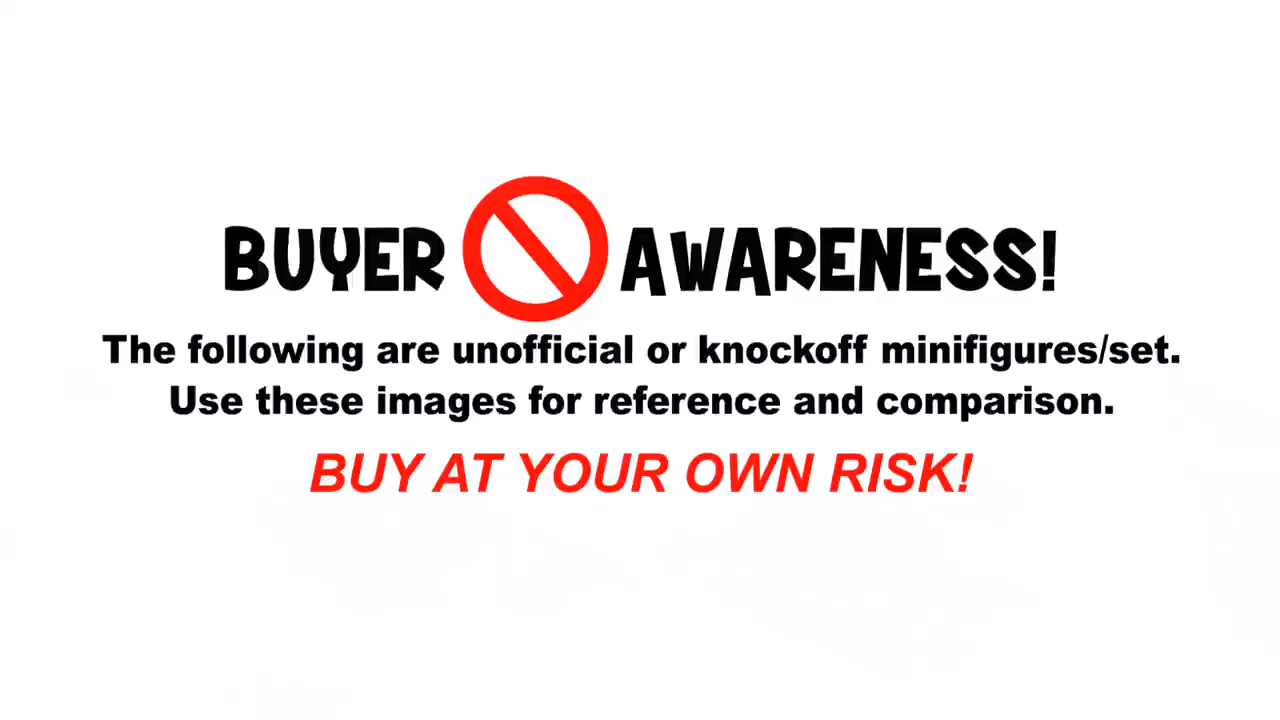 BUYER AWARENESS!
The following are unofficial or knockoff minifigures/set.
Use these images for reference and comparison.
BUY AT YOUR OWN RISK!